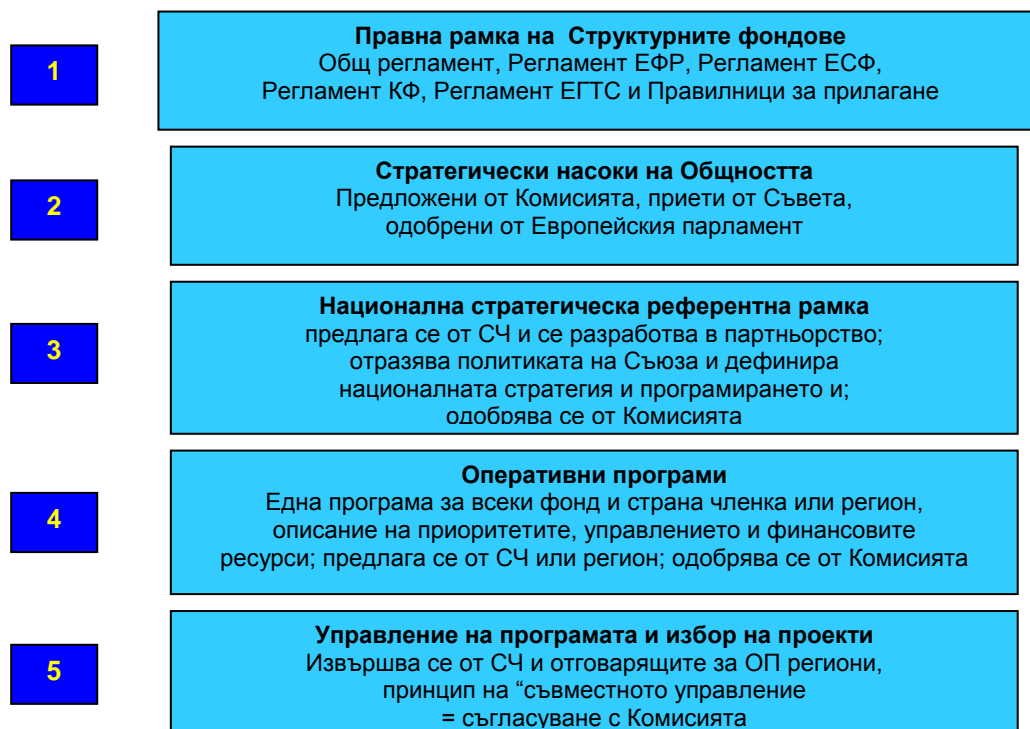 1
Правна рамка на Структурните фондове
Общ регламент, Регламент ЕФР, Регламент ЕСФ,
Регламент КФ, Регламент ЕГТС и Правилници за прилагане
2
Стратегически насоки на Общността
Предложени от Комисията, приети от Съвета,
одобрени от Европейския парламент
3
Национална стратегическа референтна рамка
предлага се от СЧ и се разработва в партньорство;
отразява политиката на Съюза и дефинира
националната стратегия и програмирането и;
одобрява се от Комисията
4
Оперативни програми
Една програма за всеки фонд и страна членка или регион,
описание на приоритетите, управлението и финансовите
ресурси; предлага се от СЧ или регион; одобрява се от Комисията
5
Управление на програмата и избор на проекти
Извършва се от СЧ и отговарящите за ОП региони,
принцип на “съвместното управление
= съгласуване с Комисията